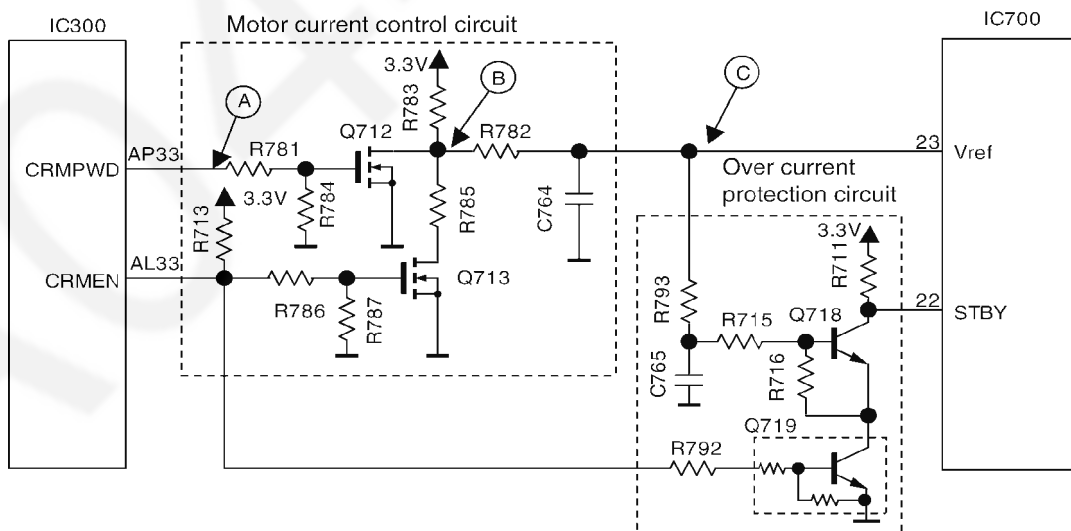 IC300
Motor current control circuit
IC700
3.3V
R783
A
B
C
Q712
R782
AP33
R781
CRMPWD
23
Vref
Over current
protection circuit
3.3V
R784
R785
C764
3.3V
R713
R711
AL33
Q713
CRMEN
R786
R787
R793
22
STBY
Q718
R715
R716
C765
Q719
R792